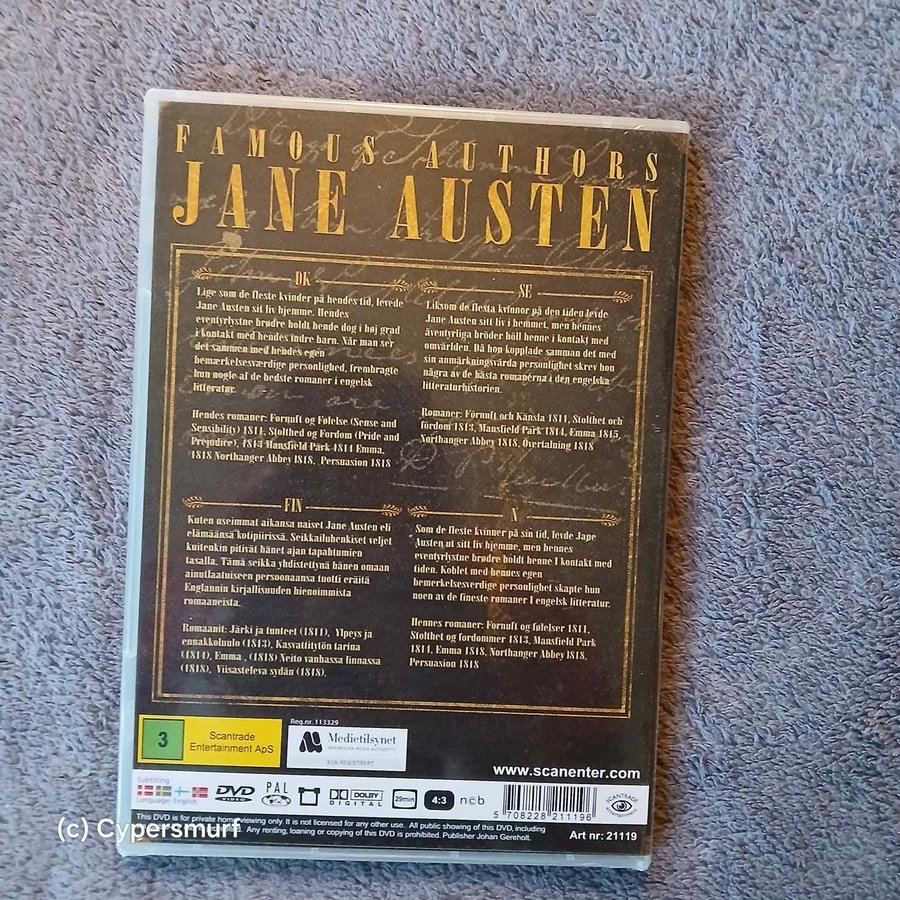 FAMOUS AUTHORS
JANE AUSTEN
DK
Lige som de fleste kvinder på hendes tid, levede
Jane Austen sit liv hjemme. Hendes
eventyrlystne brødre holdt hende dog i høj grad
i kontakt med hendes indre barn. Når man ser
det sammen med hendes egen
bemærkelsesværdige personlighed, frembragte
hun nogle af de bedste romaner i engelsk
litteratur.
Hendes romaner: Fornuft og Følelse (Sense and
Sensibility) 1811, Stolthed og Fordom (Pride and
Prejudice), 1813 Mansfield Park 1814 Emma,
1818 Northanger Abbey 1818, Persuasion 1818
SE
Liksom de flesta kvinnor på den tiden levde
Jane Austen sitt liv i hemmet, men hennes
äventyrliga bröder höll henne i kontakt med
omvärlden. Då hon kopplade samman det med
sin anmärkningsvärda personlighet skrev hon
några av de bästa romanerna i den engelska
litteraturhistorien.
Romaner: Förnuft och Känsla 1811, Stolthet och
fördom 1813, Mansfield Park 1814, Emma 1815,
Northanger Abbey 1818, Övertalning 1818
FIN
Kuten useimmat aikansa naiset Jane Austen eli
elämäänsä kotipiirissä. Seikkailuhenkiset veljet
kuitenkin pitivät hänet ajan tapahtumien
tasalla. Tämä seikka yhdistettynä hänen omaan
ainutlaatuiseen persoonaansa tuotti eräitä
Englannin kirjallisuuden hienoimmista
romaaneista.
Romaanit: Järki ja tunteet (1811), Ylpeys ja
ennakkoluulo (1813), Kasvattitytön tarina
(1814), Emma , (1818) Neito vanhassa linnassa
(1818), Viisasteleva sydän (1818).
N
Som de fleste kvinner på sin tid, levde Jane
Austen ut sitt liv hjemme, men hennes
eventyrlystne brødre holdt henne I kontakt med
tiden. Koblet med hennes egen
bemerkelsesverdige personlighet skapte hun
noen av de fineste romaner I engelsk litteratur.
Hennes romaner: Fornuft og følelser 1811,
Stolthet og fordommer 1813, Mansfield Park
1814, Emma 1818, Northanger Abbey 1818,
Persuasion 1818
3
Scantrade
Entertainment ApS
Reg.nr. 113329
Medietilsynet
NORWEGIAN MEDIA AUTHORITY
KUN REGISTRERT
www.scanenter.com
Subtitling
Language: English
DVD
VIDEO
PAL
DOLBY
DIGITAL
29min
4:3
ncb
5 708228 211196
SCANTRADE
This DVD is for private home viewing only. It is not licensed for any other use. All public showing of this DVD, including
Any renting, loaning or copying of this DVD is prohibited. Publisher Johan Gereholt.
Art nr: 21119
(c) Cypersmurf